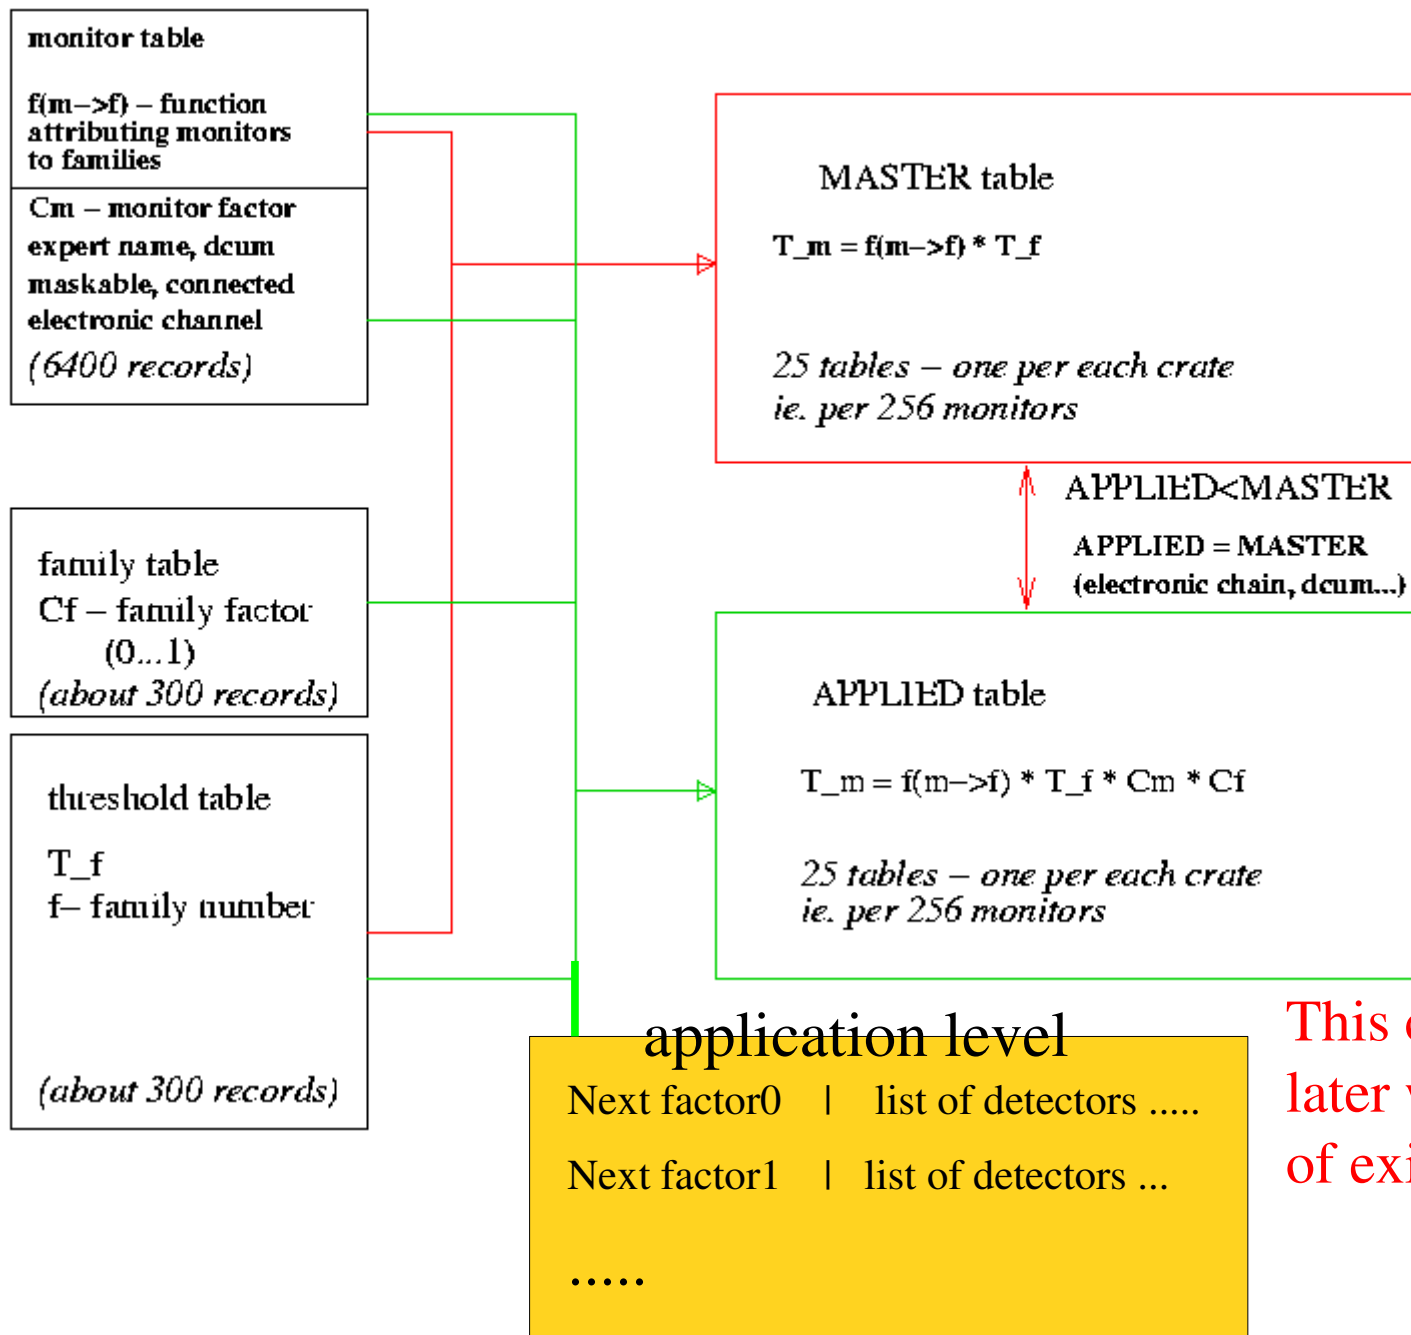 monitor table
f(m−>f) − function
attributing monitors
to families
Cm − monitor factor
expert name, dcum
maskable, connected
electronic channel
(6400 records)
family table
Cf − family factor
(0...1)
(about 300 records)
threshold table
T_f
f− family number
(about 300 records)
MASTER table
T_m = f(m−>f) * T_f
25 tables − one per each crate
ie. per 256 monitors
APPLIED<MASTER
APPLIED = MASTER
(electronic chain, dcum...)
APPLIED table
T_m = f(m−>f) * T_f * Cm * Cf
25 tables − one per each crate
ie. per 256 monitors
application level
Next factor0 | list of detectors .....
Next factor1 | list of detectors ...
.....
This
later
of